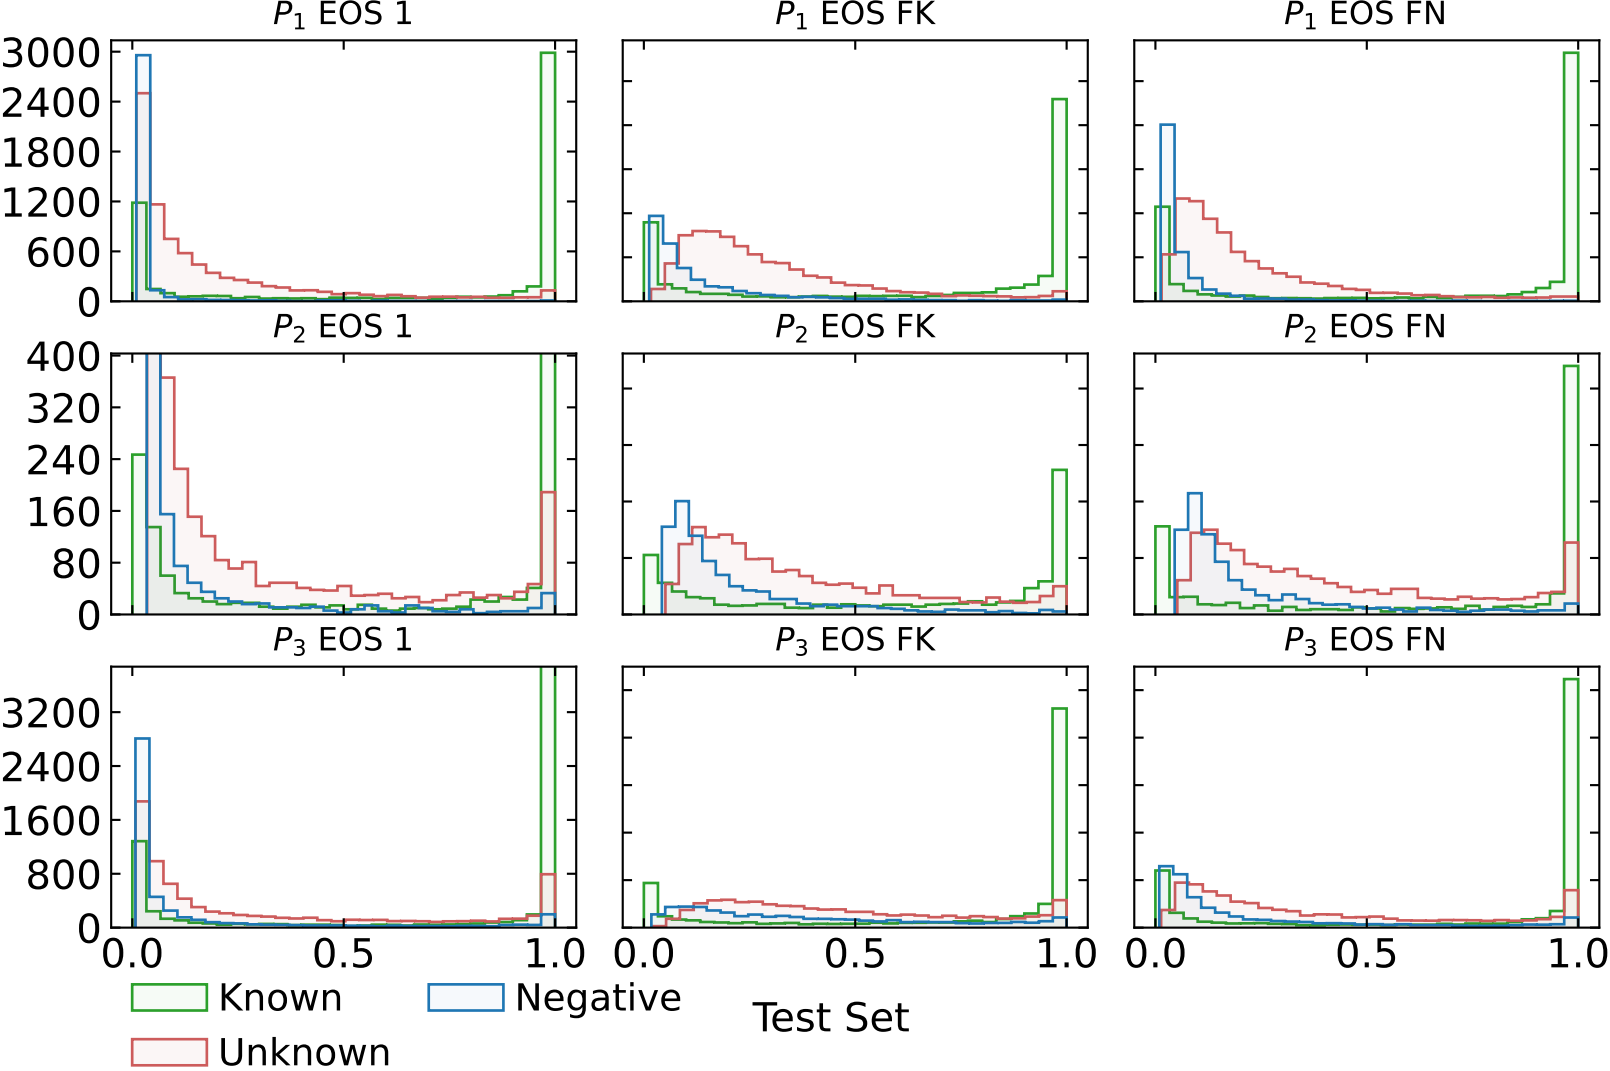 P₁ EOS 1
P₁ EOS FK
P₁ EOS FN
3000
2400
1800
1200
600
0
P₂ EOS 1
P₂ EOS FK
P₂ EOS FN
400
320
240
160
80
0
P₃ EOS 1
P₃ EOS FK
P₃ EOS FN
3200
2400
1600
800
0
0.0 0.5 1.0
0.0 0.5 1.0
0.0 0.5 1.0
Known
Negative
Unknown
Test Set